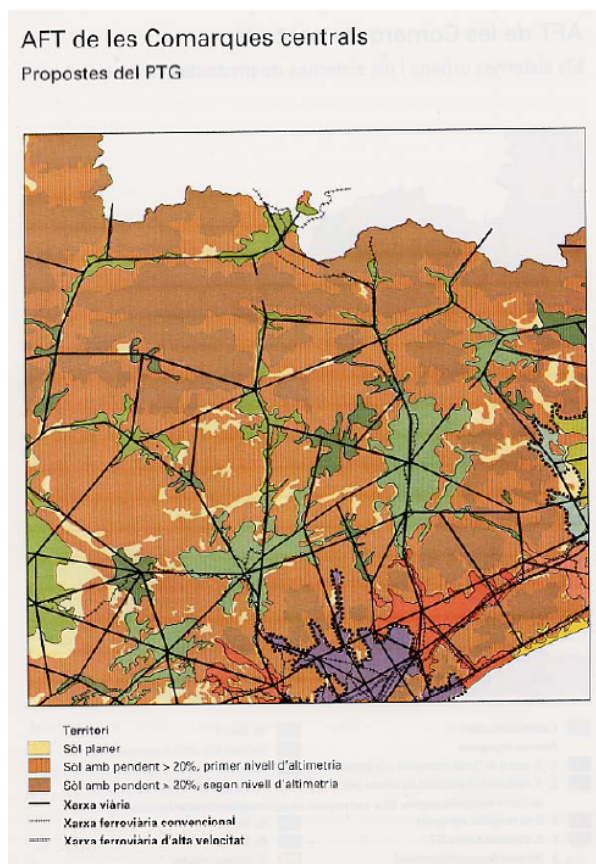 AFT de les Comarques centrals
Propostes del PTG
Territori
Sòl planer
Sòl amb pendent > 20%, primer nivell d'altimetria
Sòl amb pendent > 20%, segon nivell d'altimetria
Xarxa viària
Xarxa ferroviària convencional
Xarxa ferroviària d'alta velocitat